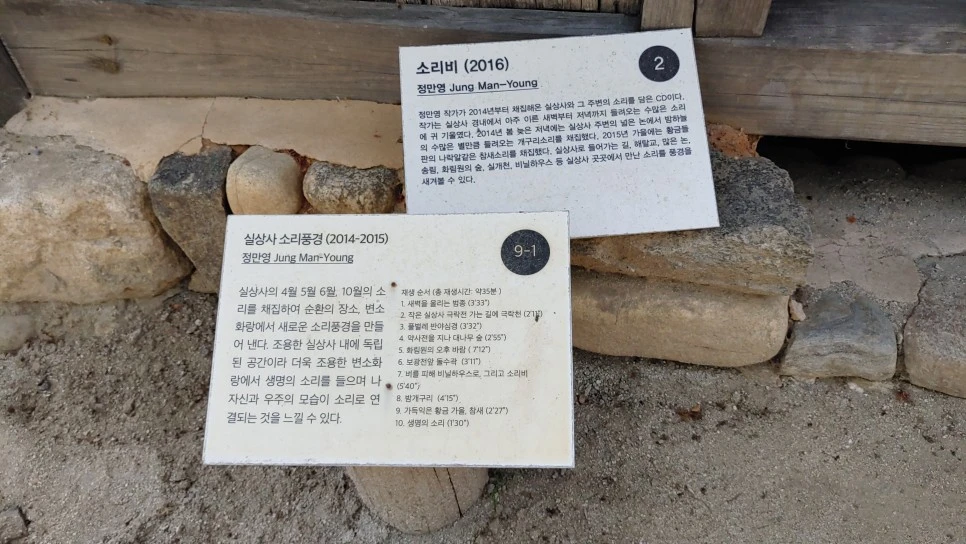 소리비 (2016)
2
정만영 Jung Man-Young
정만영 작가가 2014년부터 채집해온 실상사와 그 주변의 소리를 담은 CD이다.
작가는 실상사 경내에서 아주 이른 새벽부터 저녁까지 들려오는 수많은 소리
에 귀 기울였다. 2014년 봄 늦은 저녁에는 실상사 주변의 넓은 논에서 밤하늘
의 수많은 별만큼 들려오는 개구리소리를 채집했다. 2015년 가을에는 황금들
판의 나락알같은 참새소리를 채집했다. 실상사로 들어가는 길, 해탈교, 많은 논,
송림, 화림원의 숲, 실개천, 비닐하우스 등 실상사 곳곳에서 만난 소리를 풍경을
새겨볼 수 있다.
실상사 소리풍경 (2014-2015)
9-1
정만영 Jung Man-Young
실상사의 4월 5월 6월, 10월의 소
리를 채집하여 순환의 장소, 변소
화랑에서 새로운 소리풍경을 만들
어 낸다. 조용한 실상사 내에 독립
된 공간이라 더욱 조용한 변소화
랑에서 생명의 소리를 들으며 나
자신과 우주의 모습이 소리로 연
결되는 것을 느낄 수 있다.
재생 순서 (총 재생시간: 약35분 )
1. 새벽을 울리는 범종 (3'33")
2. 작은 실상사 극락전 가는 길에 극락천 (2'11")
3. 풀벌레 반야심경 (3'32")
4. 약사전을 지나 대나무 숲 (2'55")
5. 화림원의 오후 바람 ( 7'12")
6. 보광전앞 돌수곽 (3'11")
7. 비를 피해 비닐하우스로, 그리고 소리비
(5'40")
8. 밤개구리 (4'15")
9. 가득익은 황금 가을, 참새 (2'27")
10. 생명의 소리 (1'30")